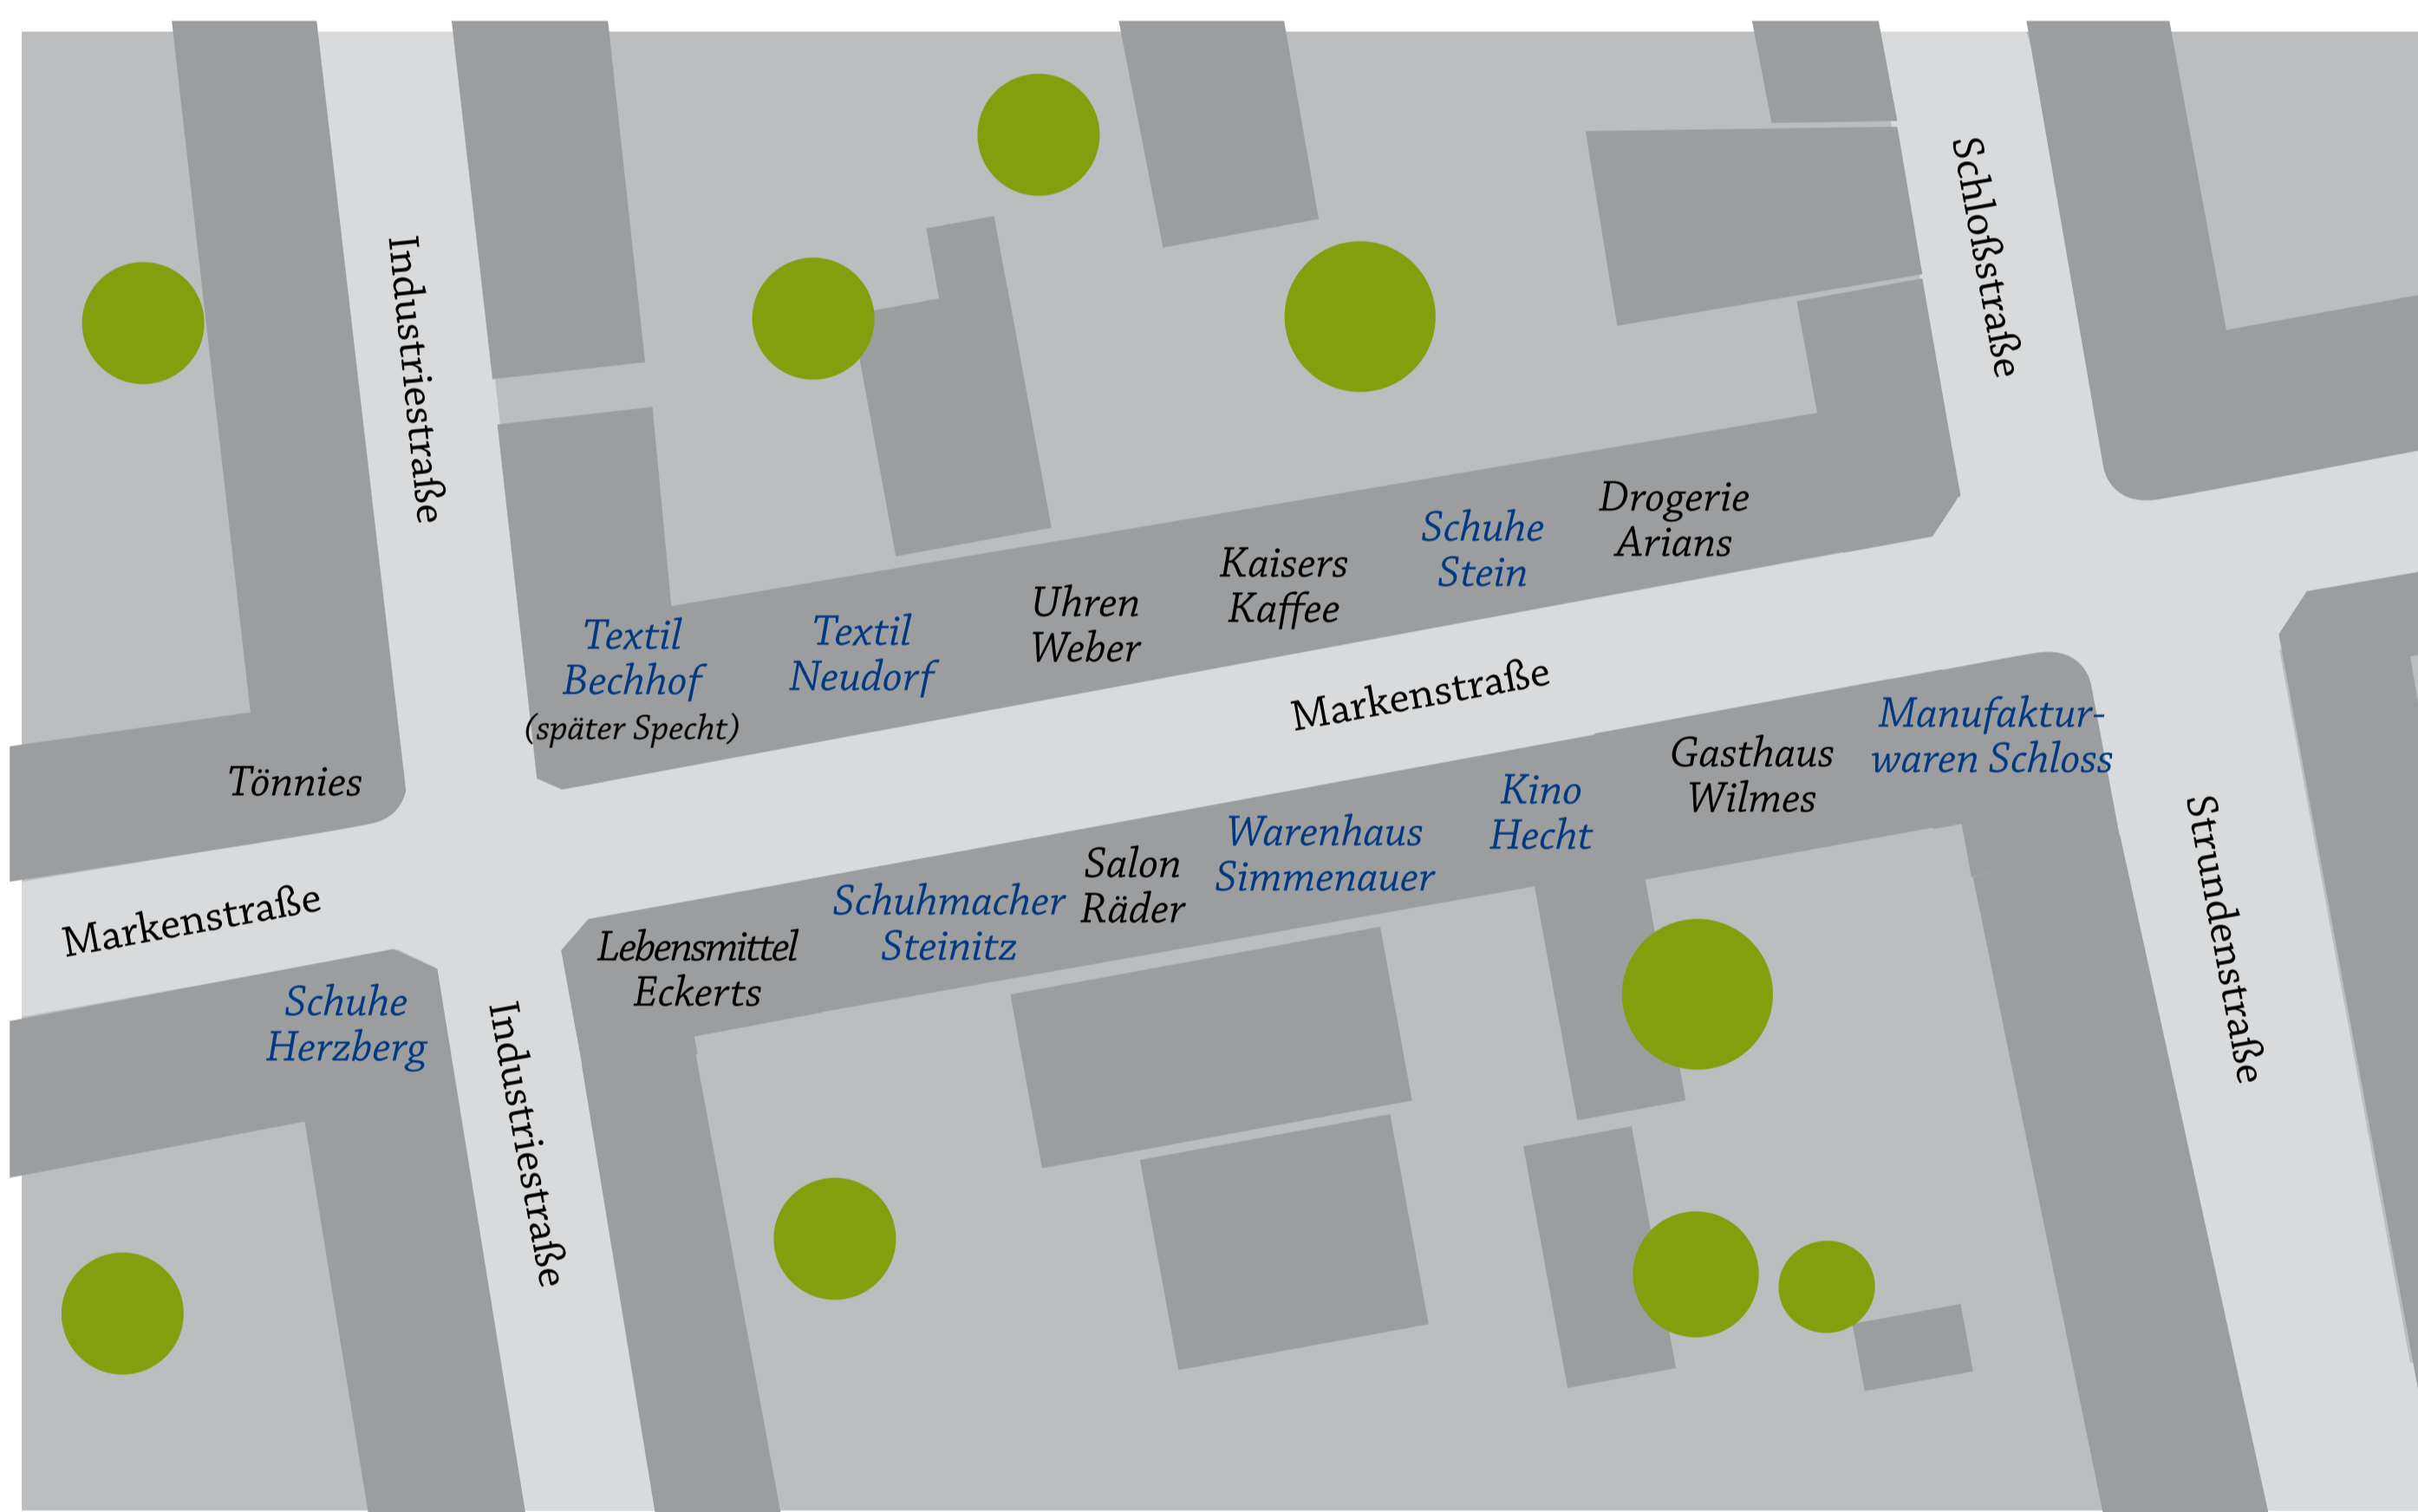 Industriestraße
Schloßstraße
Drogerie
Arians
Schuhe
Stein
Kaisers
Kaffee
Uhren
Weber
Textil
Neudorf
Textil
Bechhof
(später Specht)
Tönnies
Markenstraße
Manufaktur-
waren Schloss
Gasthaus
Wilmes
Kino
Hecht
Warenhaus
Simmenauer
Salon
Räder
Schuhmacher
Steinitz
Lebensmittel
Eckerts
Markenstraße
Schuhe
Herzberg
Industriestraße
Strundenstraße